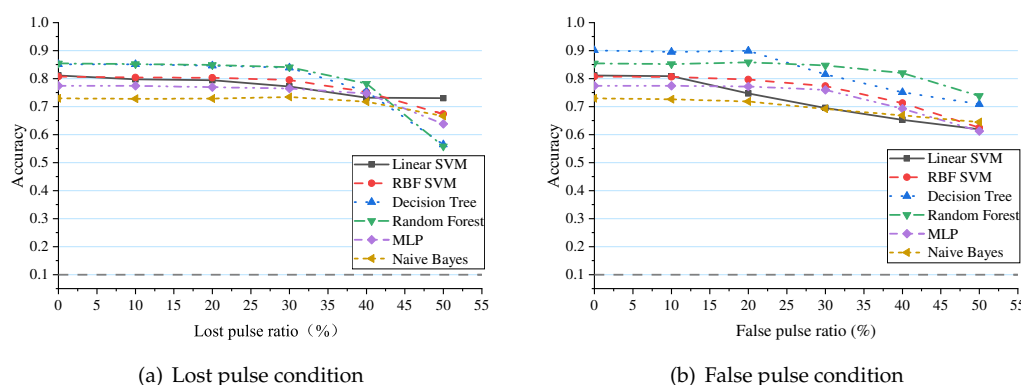 1.0
0.9
0.8
0.7
0.6
0.5
0.4
0.3
0.2
0.1
Accuracy
Linear SVM
RBF SVM
Decision Tree
Random Forest
MLP
Naive Bayes
0 5 10 15 20 25 30 35 40 45 50 55
Lost pulse ratio（%）
(a) Lost pulse condition
1.0
0.9
0.8
0.7
0.6
0.5
0.4
0.3
0.2
0.1
Accuracy
Linear SVM
RBF SVM
Decision Tree
Random Forest
MLP
Naive Bayes
0 5 10 15 20 25 30 35 40 45 50 55
False pulse ratio (%)
(b) False pulse condition